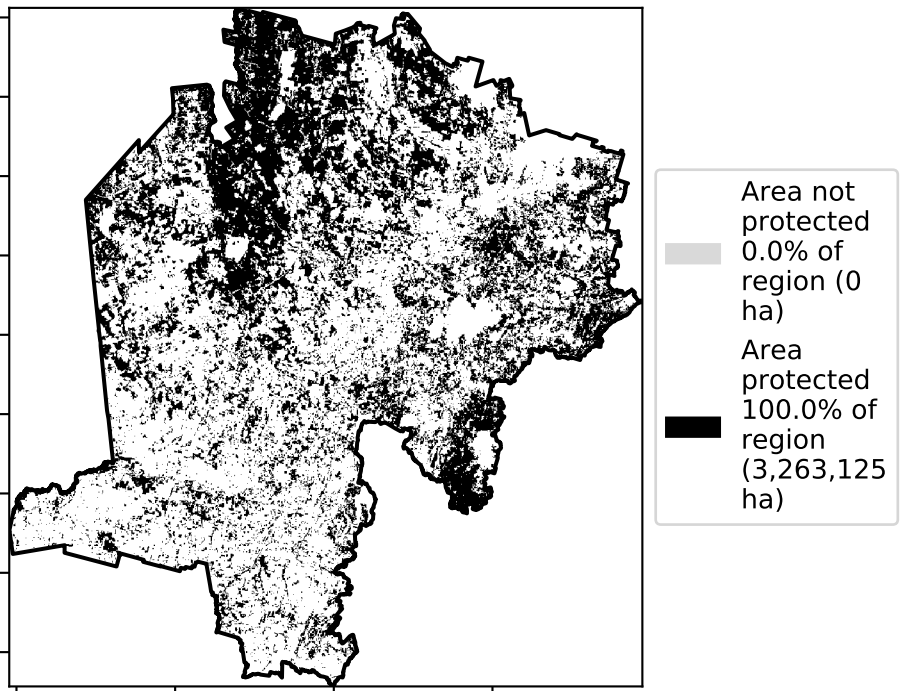 Area not
protected
0.0% of
region (0
ha)
Area
protected
100.0% of
region
(3,263,125
ha)